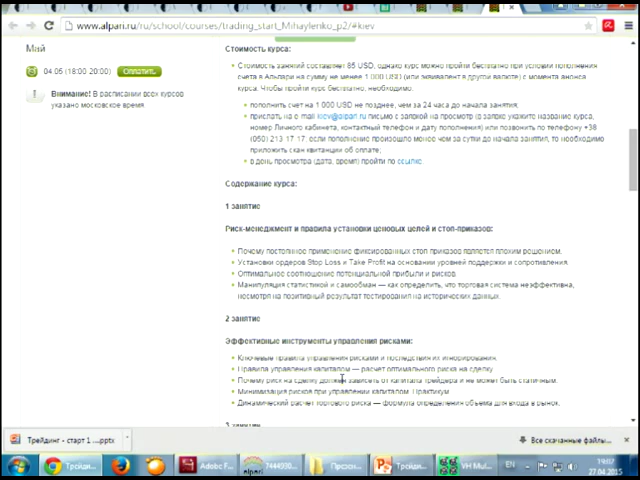 www.alpari.ru/ru/school/courses/trading_start_Mihaylenko_p2/#kiev
Май
04.05 (18:00 20:00) Оплатить
Внимание! В расписании всех курсов
указано московское время
Стоимость курса:
Стоимость занятий составляет 85 USD, однако курс можно пройти бесплатно при условии пополнения
счета в Альпари на сумму не менее 1 000 USD (или эквивалент в другой валюте) с момента анонса
курса. Чтобы пройти курс бесплатно, необходимо:
пополнить счет на 1 000 USD не позднее, чем за 24 часа до начала занятия;
прислать на e-mail kiev@alpari.ru письмо с заявкой на просмотр (в заявке укажите название курса,
номер Личного кабинета, контактный телефон и дату пополнения) или позвонить по телефону +38
(050) 213-17-17; если пополнение произошло менее чем за сутки до начала занятия, то необходимо
приложить скан квитанции об оплате;
в день просмотра (дата, время) пройти по ссылке.
Содержание курса:
1 занятие
Риск-менеджмент и правила установки ценовых целей и стоп-приказов:
Почему постоянное применение фиксированных стоп приказов является плохим решением.
Установки ордеров Stop Loss и Take Profit на основании уровней поддержки и сопротивления.
Оптимальное соотношение потенциальной прибыли и рисков.
Манипуляция статистикой и самообман — как определить, что торговая система неэффективна,
несмотря на позитивный результат тестирования на исторических данных.
2 занятие
Эффективные инструменты управления рисками:
Ключевые правила управления рисками и последствия их игнорирования.
Правила управления капиталом — расчет оптимального риска на сделку.
Почему риск на сделку должен зависеть от капитала трейдера и не может быть статичным.
Минимизация рисков при управлении капиталом. Практикум.
Динамический расчет торгового риска — формула определения объема для входа в рынок.
Трейдинг - старт 1 ....pptx
Все скачанные файлы...
Трейди... Adobe F... 7444930... Презен... Трейди... VH Mul... EN
19:02
27.04.2015